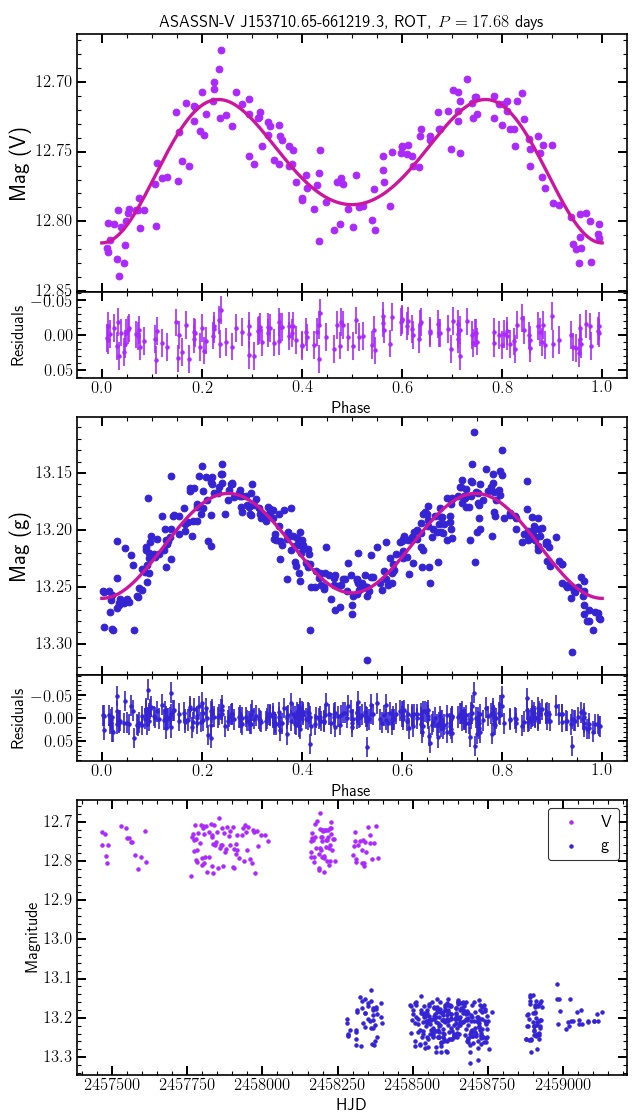 ASASSN-V J153710.65-661219.3, ROT, P = 17.68 days
12.70
12.75
12.80
12.85
Mag (V)
−0.05
0.00
0.05
Residuals
0.0 0.2 0.4 0.6 0.8 1.0
Phase
13.15
13.20
13.25
13.30
Mag (g)
−0.05
0.00
0.05
Residuals
0.0 0.2 0.4 0.6 0.8 1.0
Phase
12.7
12.8
12.9
13.0
13.1
13.2
13.3
Magnitude
V
g
2457500 2457750 2458000 2458250 2458500 2458750 2459000
HJD